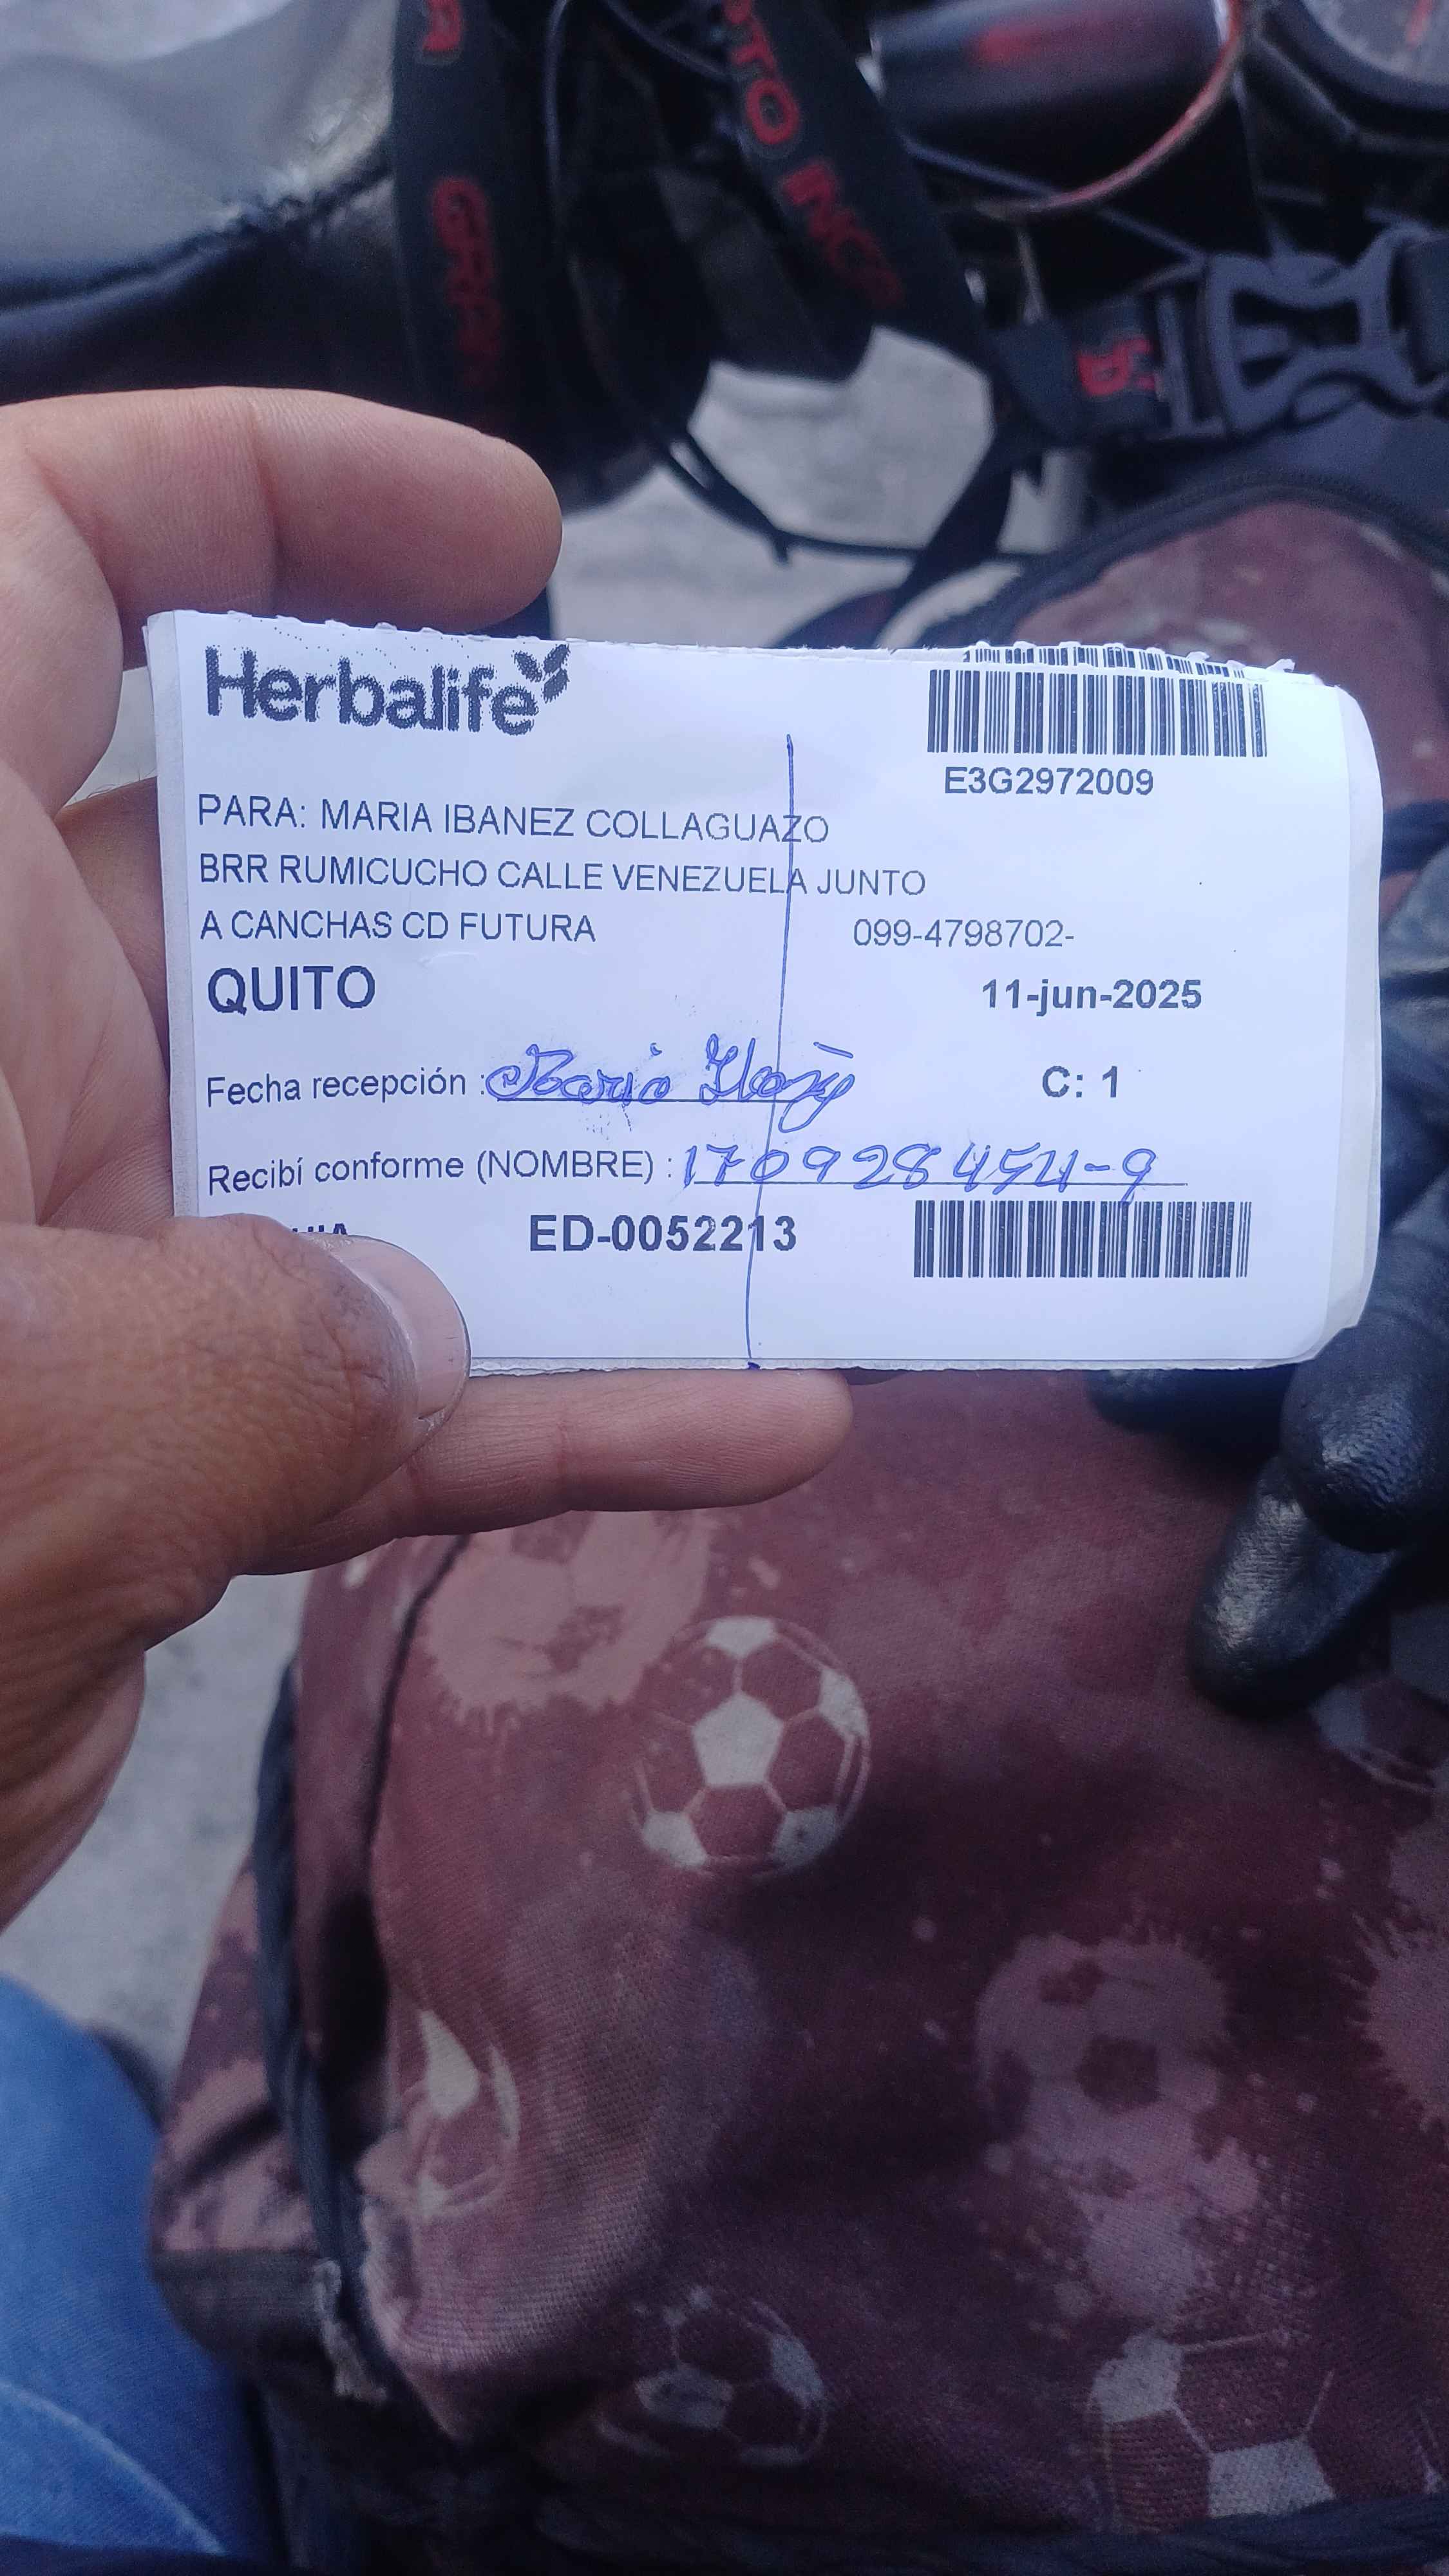 Herbalife
E3G2972009
PARA: MARIA IBANEZ COLLAGUAZO
BRR RUMICUCHO CALLE VENEZUELA JUNTO
A CANCHAS CD FUTURA 099-4798702-
QUITO 11-jun-2025
Fecha recepción : Maria C: 1
Recibí conforme (NOMBRE) : 170928454-9
ED-0052213